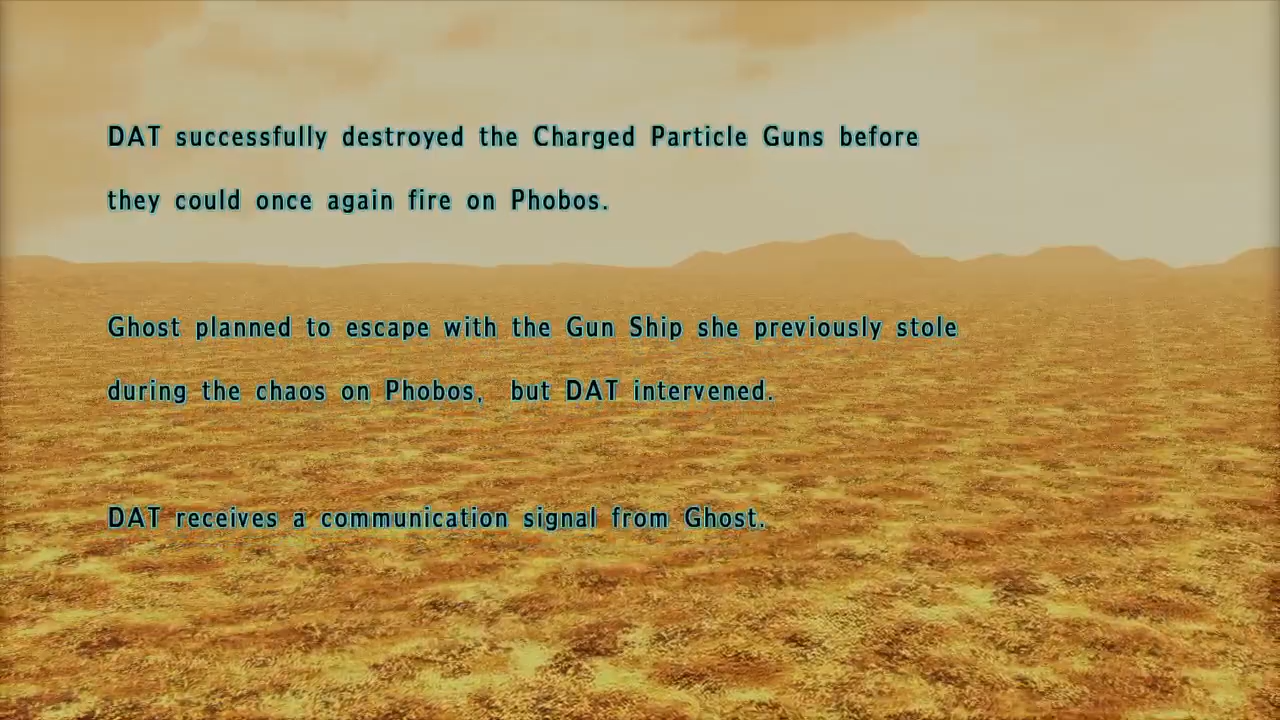 DAT successfully destroyed the Charged Particle Guns before
they could once again fire on Phobos.
Ghost planned to escape with the Gun Ship she previously stole
during the chaos on Phobos, but DAT intervened.
DAT receives a communication signal from Ghost.